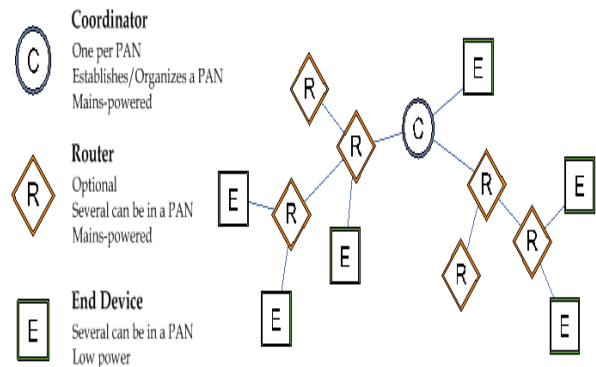 Coordinator
C
One per PAN
Establishes/Organizes a PAN
Mains-powered
Router
R
Optional
Several can be in a PAN
Mains-powered
End Device
E
Several can be in a PAN
Low power
E
R
C
R
R
E
E
R
E
R
E
R
E
E